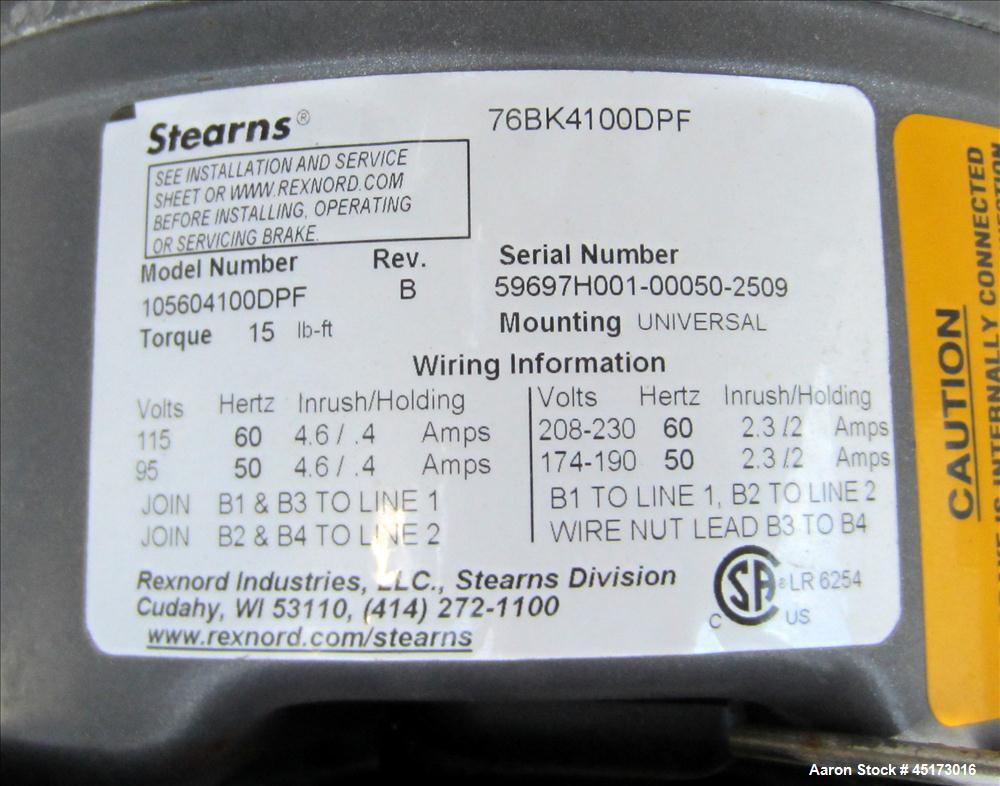 Stearns®
76BK4100DPF
SEE INSTALLATION AND SERVICE
SHEET OR WWW.REXNORD.COM
BEFORE INSTALLING, OPERATING
OR SERVICING BRAKE.
Model Number Rev. Serial Number
105604100DPF B 59697H001-00050-2509
Torque 15 lb-ft Mounting UNIVERSAL
Wiring Information
Volts Hertz Inrush/Holding
115 60 4.6 / .4 Amps
95 50 4.6 / .4 Amps
JOIN B1 & B3 TO LINE 1
JOIN B2 & B4 TO LINE 2
Volts Hertz Inrush/Holding
208-230 60 2.3 /2 Amps
174-190 50 2.3 /2 Amps
B1 TO LINE 1, B2 TO LINE 2
WIRE NUT LEAD B3 TO B4
Rexnord Industries, LLC., Stearns Division
Cudahy, WI 53110, (414) 272-1100
www.rexnord.com/stearns
C SA ® US LR 6254
CAUTION
IS INTERNALLY CONNECTED
Aaron Stock # 45173016